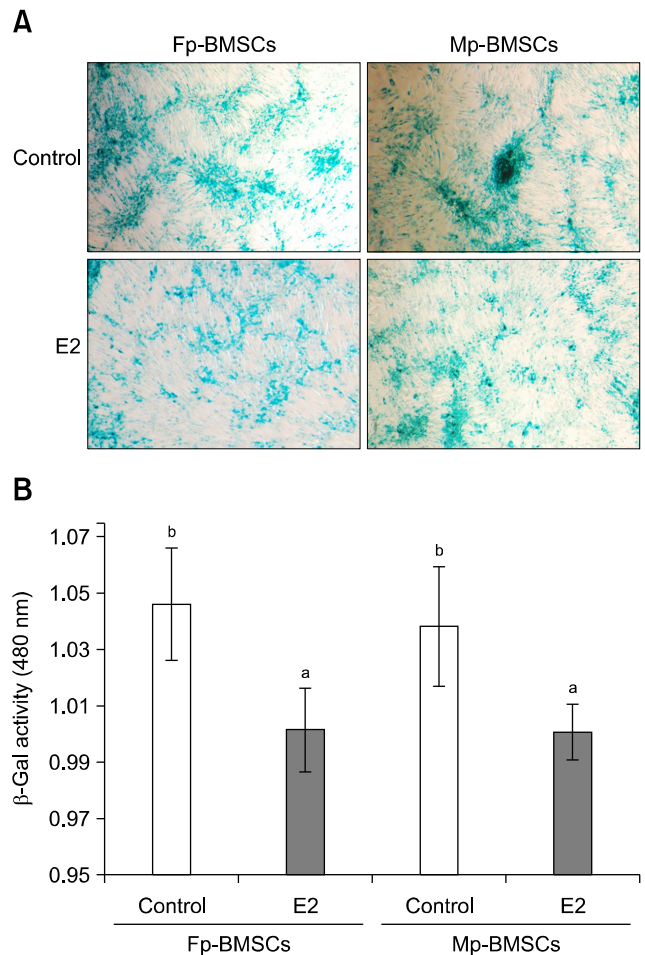 A
Fp-BMSCs Mp-BMSCs
Control
E2
B
β-Gal activity (480 nm)
1.07
1.05
1.03
1.01
0.99
0.97
0.95
b
a
b
a
Control E2 Control E2
Fp-BMSCs Mp-BMSCs